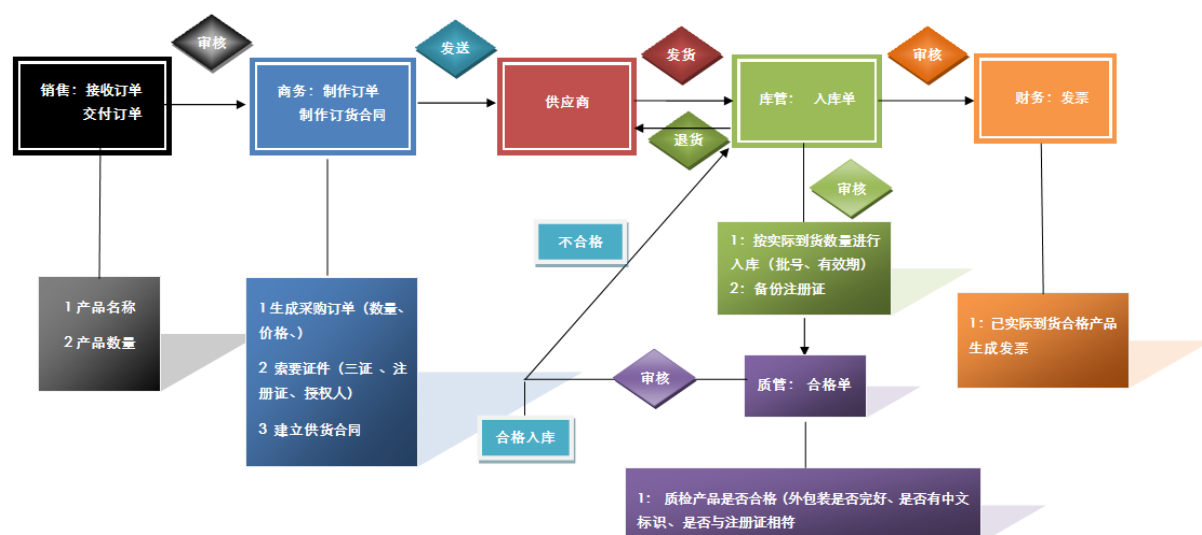 审核
发送
发货
审核
销售：接收订单
交付订单
商务：制作订单
制作订货合同
供应商
库管： 入库单
财务：发票
退货
审核
不合格
1：按实际到货数量进行
入库（批号、有效期）
2：备份注册证
1 产品名称
2 产品数量
1 生成采购订单（数量、
价格、）
2 索要证件（三证 、注
册证、授权人）
3 建立供货合同
1：已实际到货合格产品
生成发票
审核
质管： 合格单
合格入库
1： 质检产品是否合格（外包装是否完好、是否有中文
标识、是否与注册证相符